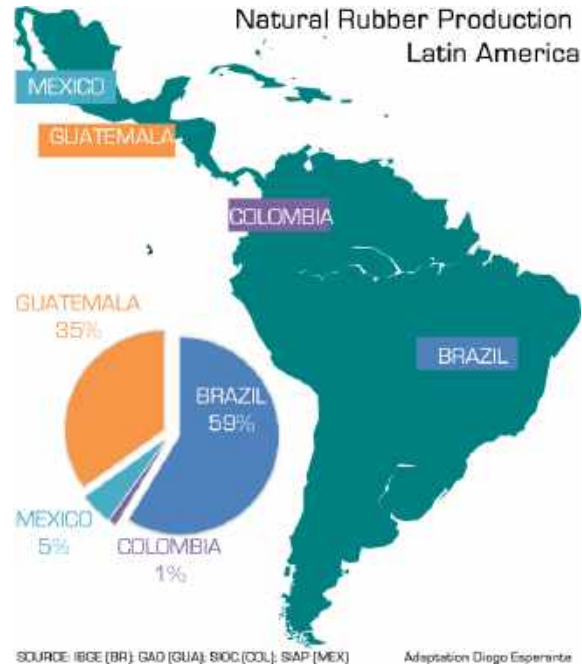 Natural Rubber Production
Latin America
MEXICO
GUATEMALA
COLOMBIA
GUATEMALA
35%
BRAZIL
BRAZIL
59%
MEXICO
5%
COLOMBIA
1%
SOURCE: IBGE (BR); GAO (GUA); SIOC (COL); SIAP (MEX)
Adaptation Diogo Esperante